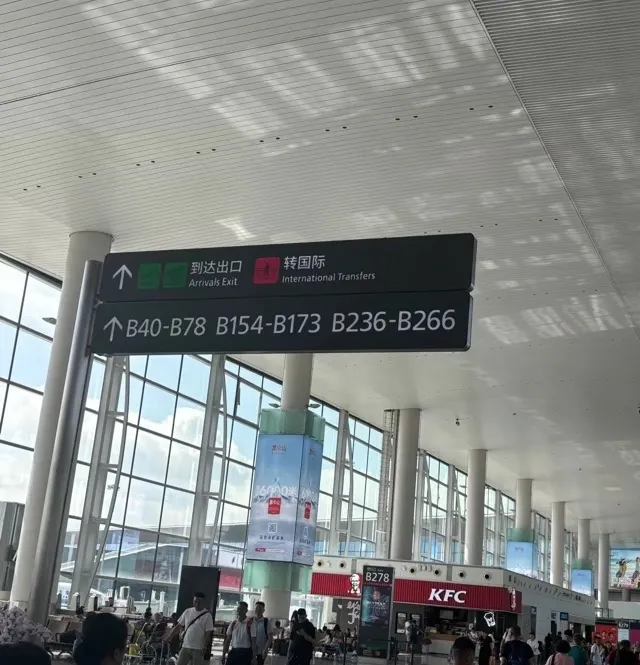 到达出口
Arrivals Exit
转国际
International Transfers
B40-B78 B154-B173 B236-B266
B278
KFC